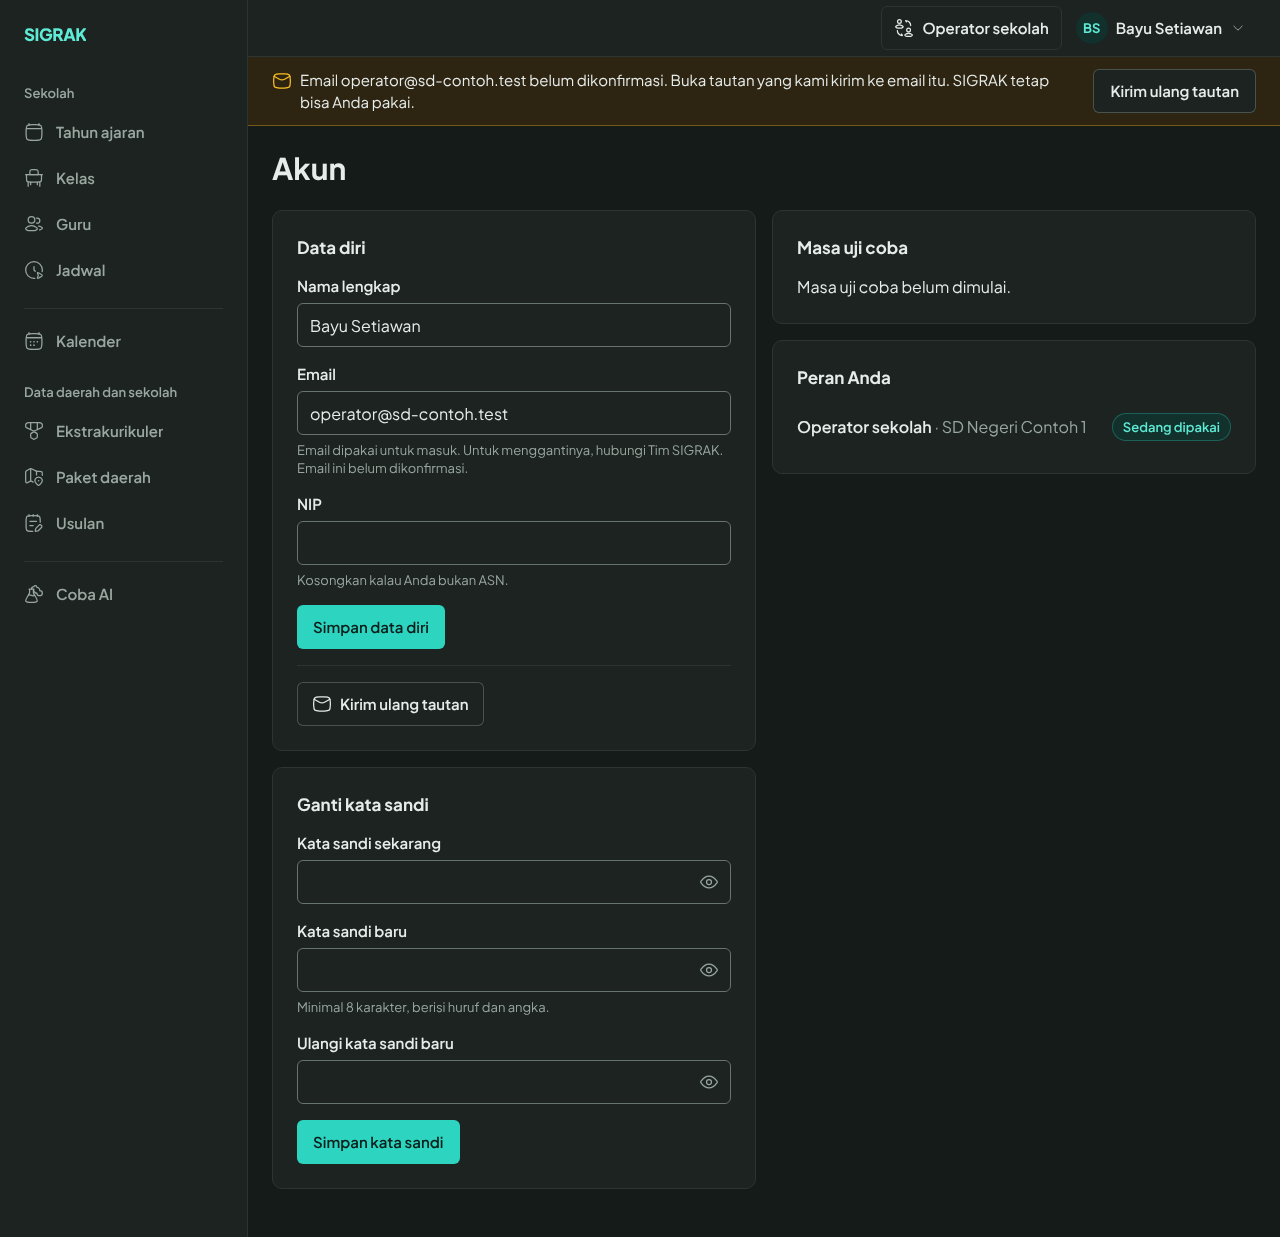 SIGRAK
Sekolah
Tahun ajaran
Kelas
Guru
Jadwal
Kalender
Data daerah dan sekolah
Ekstrakurikuler
Paket daerah
Usulan
Coba AI
Operator sekolah
BS
Bayu Setiawan
Email operator@sd-contoh.test belum dikonfirmasi. Buka tautan yang kami kirim ke email itu. SIGRAK tetap
bisa Anda pakai.
Kirim ulang tautan
Akun
Data diri
Nama lengkap
Bayu Setiawan
Email
operator@sd-contoh.test
Email dipakai untuk masuk. Untuk menggantinya, hubungi Tim SIGRAK.
Email ini belum dikonfirmasi.
NIP
Kosongkan kalau Anda bukan ASN.
Simpan data diri
Kirim ulang tautan
Ganti kata sandi
Kata sandi sekarang
Kata sandi baru
Minimal 8 karakter, berisi huruf dan angka.
Ulangi kata sandi baru
Simpan kata sandi
Masa uji coba
Masa uji coba belum dimulai.
Peran Anda
Operator sekolah · SD Negeri Contoh 1
Sedang dipakai